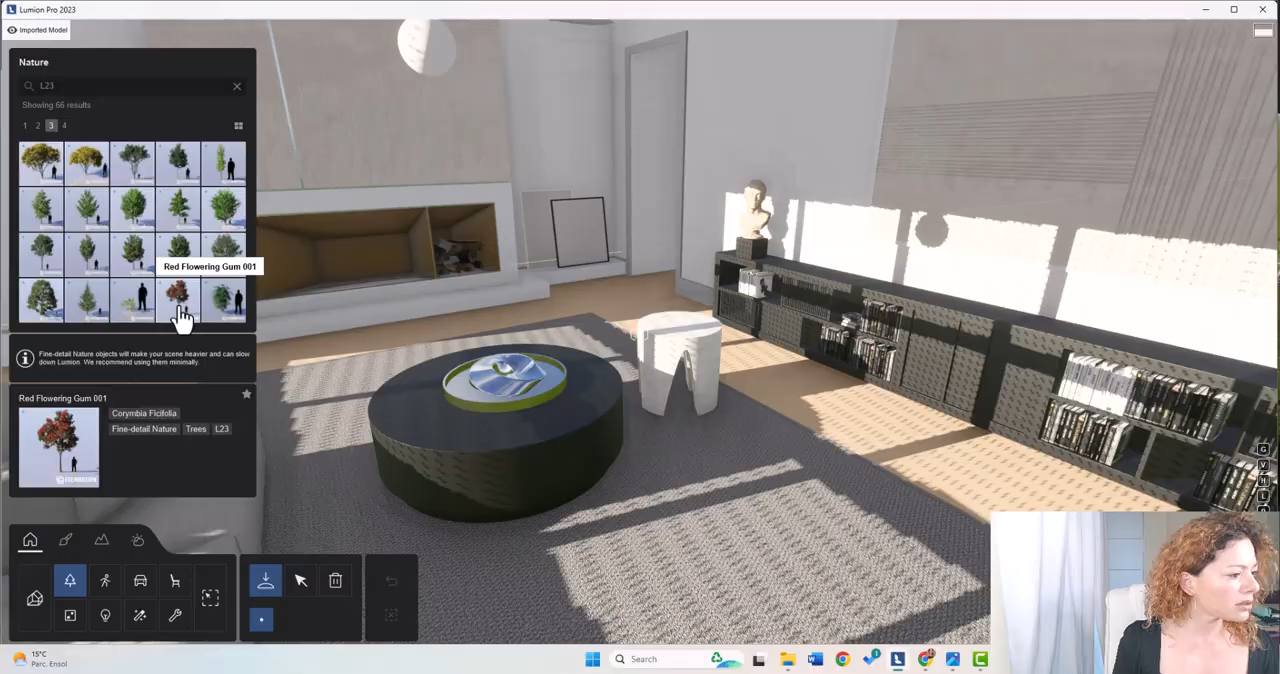 Lumion Pro 2023
Imported Model
Nature
L23
Showing 66 results
1 2 3 4
Red Flowering Gum 001
Fine-detail Nature objects will make your scene heavier and can slow
down Lumion. We recommend using them minimally.
Red Flowering Gum 001
Corymbia Ficifolia
Fine-detail Nature Trees L23
G
V
H
L
15°C
Parc. Ensol
Search